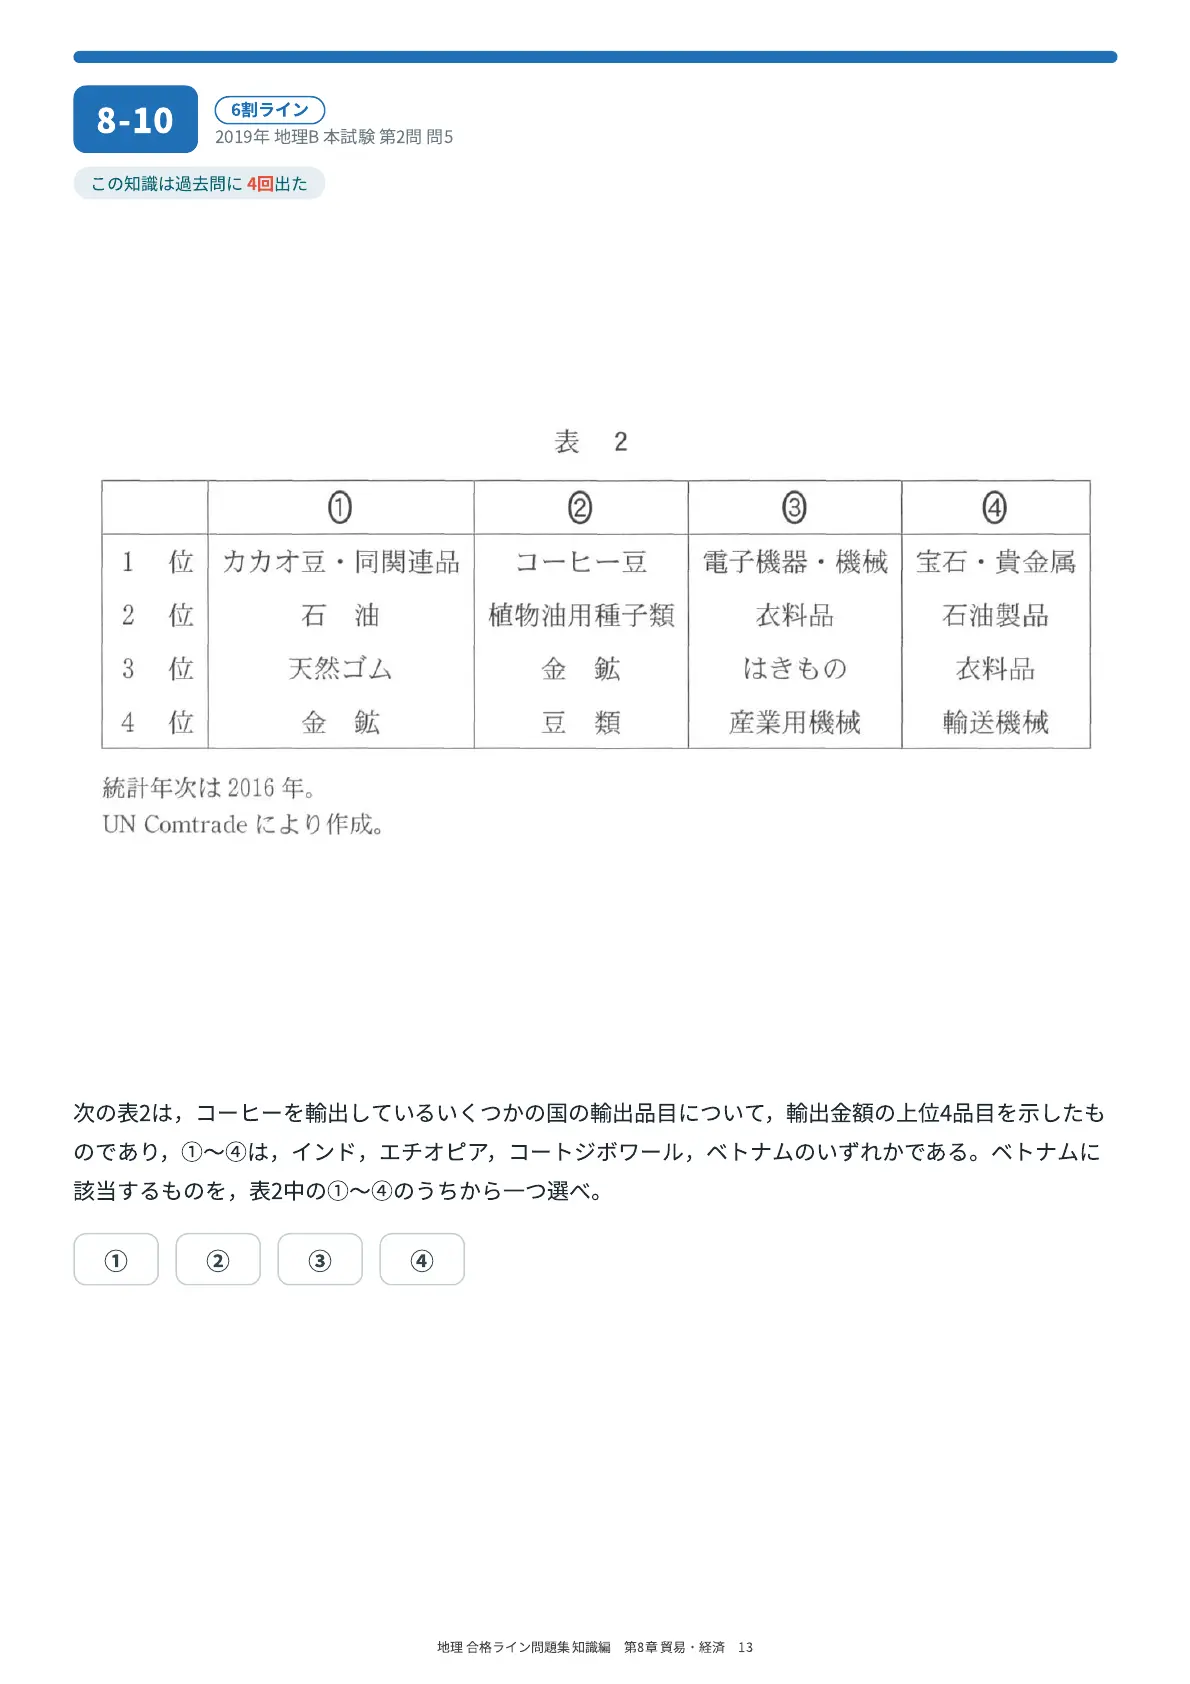 8-10
6割ライン
2019年 地理B 本試験 第2問 問5
この知識は過去問に 4回出た
表 2
① ② ③ ④
1 位 カカオ豆・同関連品 コーヒー豆 電子機器・機械 宝石・貴金属
2 位 石 油 植物油用種子類 衣料品 石油製品
3 位 天然ゴム 金 鉱 はきもの 衣料品
4 位 金 鉱 豆 類 産業用機械 輸送機械
統計年次は 2016 年。
UN Comtrade により作成。
次の表2は，コーヒーを輸出しているいくつかの国の輸出品目について，輸出金額の上位4品目を示したも
のであり，①～④は，インド，エチオピア，コートジボワール，ベトナムのいずれかである。ベトナムに
該当するものを，表2中の①～④のうちから一つ選べ。
① ② ③ ④
地理 合格ライン問題集 知識編 第8章 貿易・経済 13